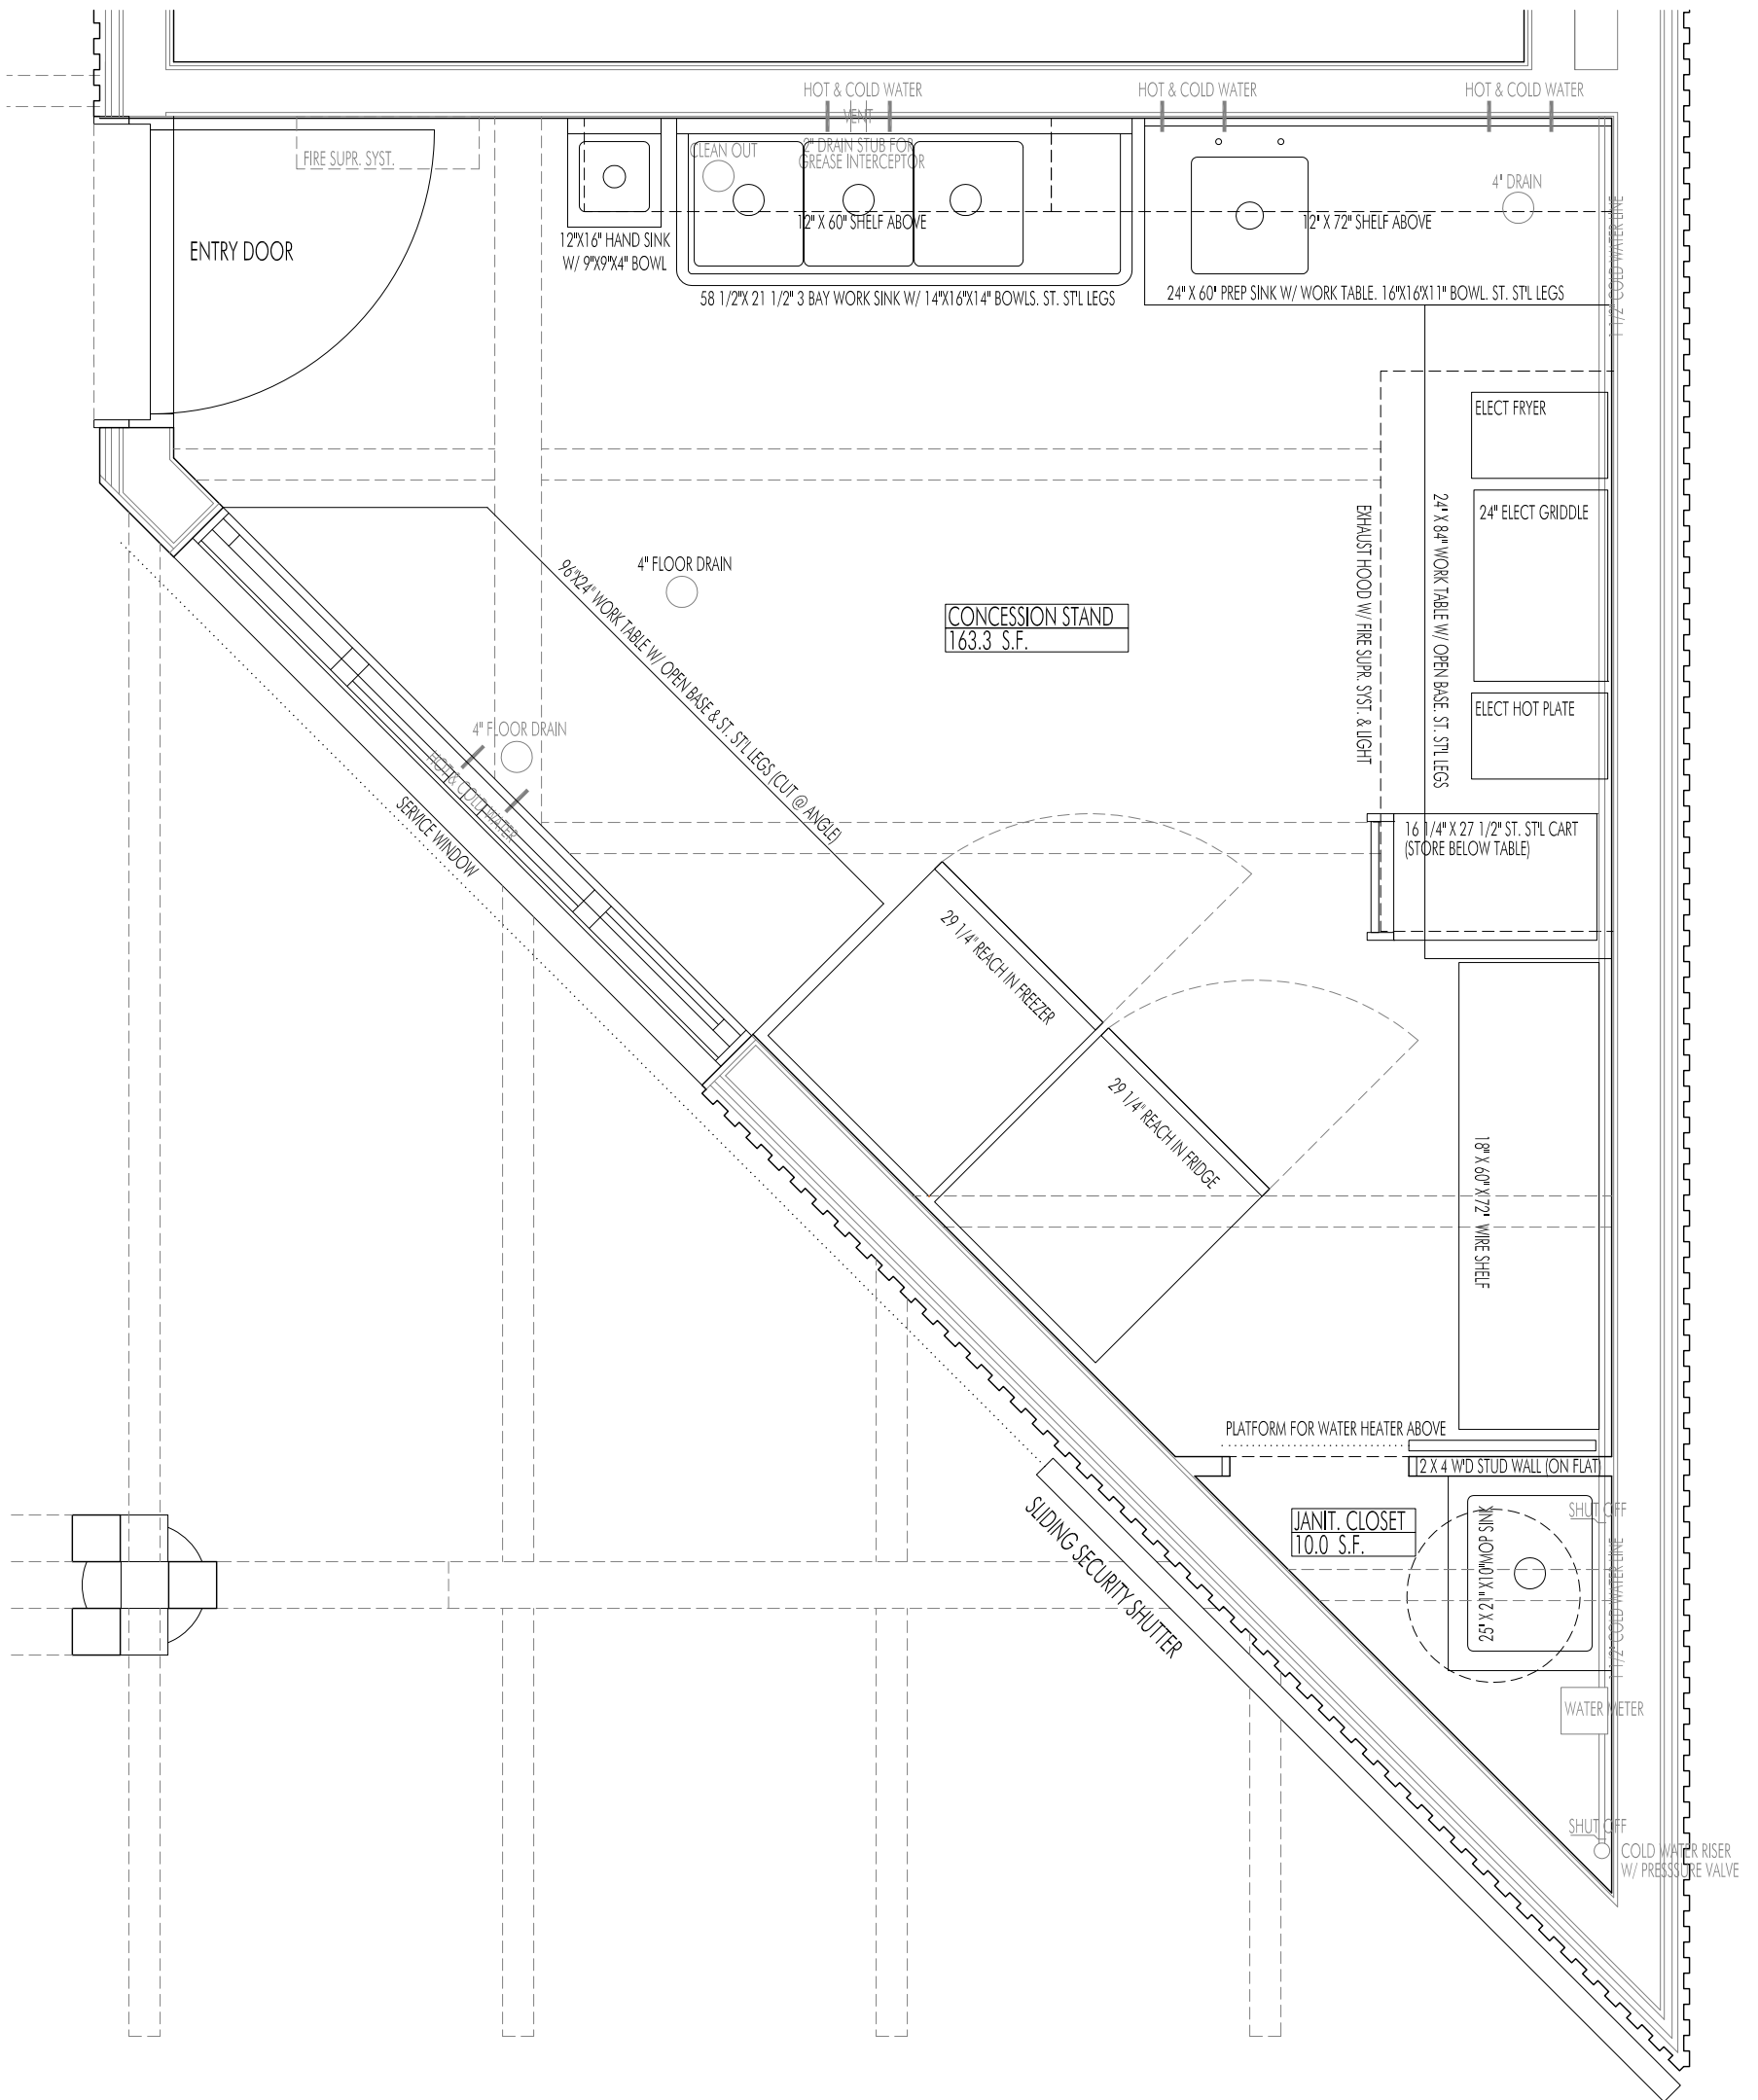 HOT & COLD WATER
HOT & COLD WATER
HOT & COLD WATER
VENT
2" DRAIN STUB FOR
GREASE INTERCEPTOR
CLEAN OUT
FIRE SUPR. SYST.
4" DRAIN
12" X 60" SHELF ABOVE
12" X 72" SHELF ABOVE
ENTRY DOOR
12"X16" HAND SINK
W/ 9"X9"X4" BOWL
58 1/2"X 21 1/2" 3 BAY WORK SINK W/ 14"X16"X14" BOWLS. ST. ST'L LEGS
24" X 60" PREP SINK W/ WORK TABLE. 16"X16"X11" BOWL. ST. ST'L LEGS
1 1/2" COLD WATER LINE
ELECT FRYER
24" ELECT GRIDDLE
ELECT HOT PLATE
24" X 84" WORK TABLE W/ OPEN BASE. ST. ST'L LEGS
EXHAUST HOOD W/ FIRE SUPR. SYST. & LIGHT
4" FLOOR DRAIN
96"X24" WORK TABLE W/ OPEN BASE & ST. ST'L LEGS (CUT @ ANGLE)
CONCESSION STAND
163.3 S.F.
4" FLOOR DRAIN
HOT & COLD WATER
SERVICE WINDOW
16 1/4" X 27 1/2" ST. ST'L CART
(STORE BELOW TABLE)
29 1/4" REACH IN FREEZER
29 1/4" REACH IN FRIDGE
18" X 60" X 72" WIRE SHELF
PLATFORM FOR WATER HEATER ABOVE
2 X 4 W'D STUD WALL (ON FLAT)
SLIDING SECURITY SHUTTER
JANIT. CLOSET
10.0 S.F.
25" X 21" X10"MOP SINK
SHUT OFF
1 1/2" COLD WATER LINE
WATER METER
SHUT OFF
COLD WATER RISER
W/ PRESSSURE VALVE